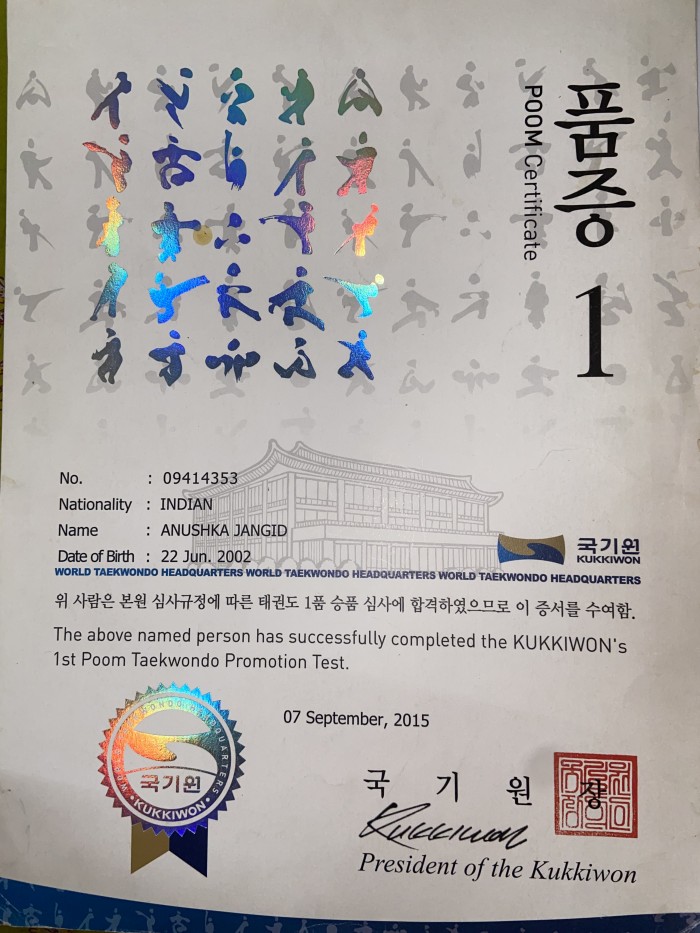 품증
POOM Certificate
1
No. : 09414353
Nationality : INDIAN
Name : ANUSHKA JANGID
Date of Birth : 22 Jun. 2002
국기원
KUKKIWON
WORLD TAEKWONDO HEADQUARTERS WORLD TAEKWONDO HEADQUARTERS WORLD TAEKWONDO HEADQUARTERS
위 사람은 본원 심사규정에 따른 태권도 1품 승품 심사에 합격하였으므로 이 증서를 수여함.
The above named person has successfully completed the KUKKIWON's
1st Poom Taekwondo Promotion Test.
07 September, 2015
WORLD TAEKWONDO HEADQUARTERS
국기원
KUKKIWON
국 기 원 장
Kukkiwon
President of the Kukkiwon